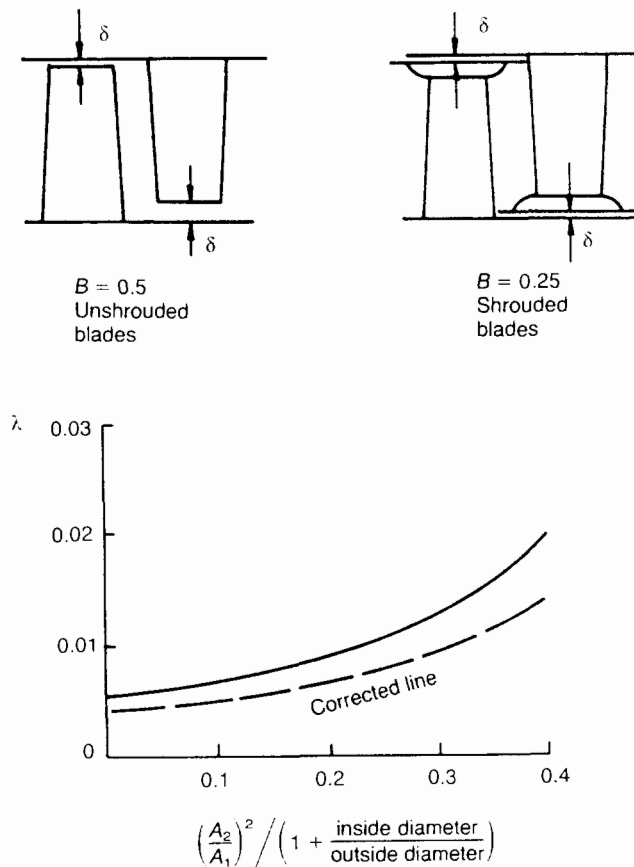 δ
δ
B = 0.5
Unshrouded
blades
δ
δ
B = 0.25
Shrouded
blades
λ
0.03
0.02
0.01
0
Corrected line
0.1
0.2
0.3
0.4
(A₂/A₁)² / (1 + inside diameter/outside diameter)